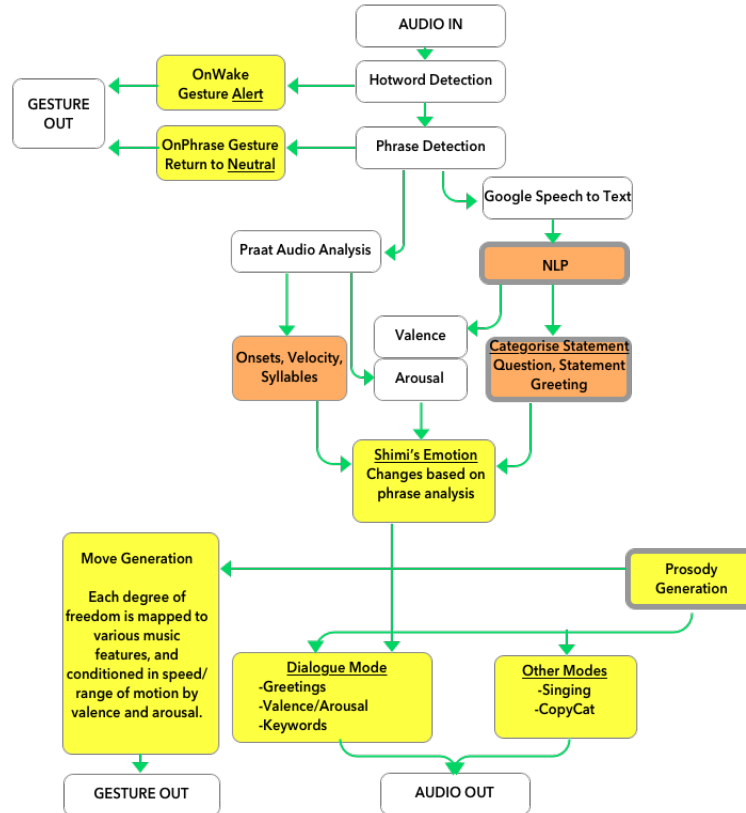 AUDIO IN
OnWake
Gesture Alert
Hotword Detection
GESTURE
OUT
OnPhrase Gesture
Return to Neutral
Phrase Detection
Google Speech to Text
Praat Audio Analysis
NLP
Valence
Onsets, Velocity,
Syllables
Arousal
Categorise Statement
Question, Statement
Greeting
Shimi's Emotion
Changes based on
phrase analysis
Move Generation
Each degree of
freedom is mapped to
various music
features, and
conditioned in speed/
range of motion by
valence and arousal.
Prosody
Generation
Dialogue Mode
-Greetings
-Valence/Arousal
-Keywords
Other Modes
-Singing
-CopyCat
GESTURE OUT
AUDIO OUT